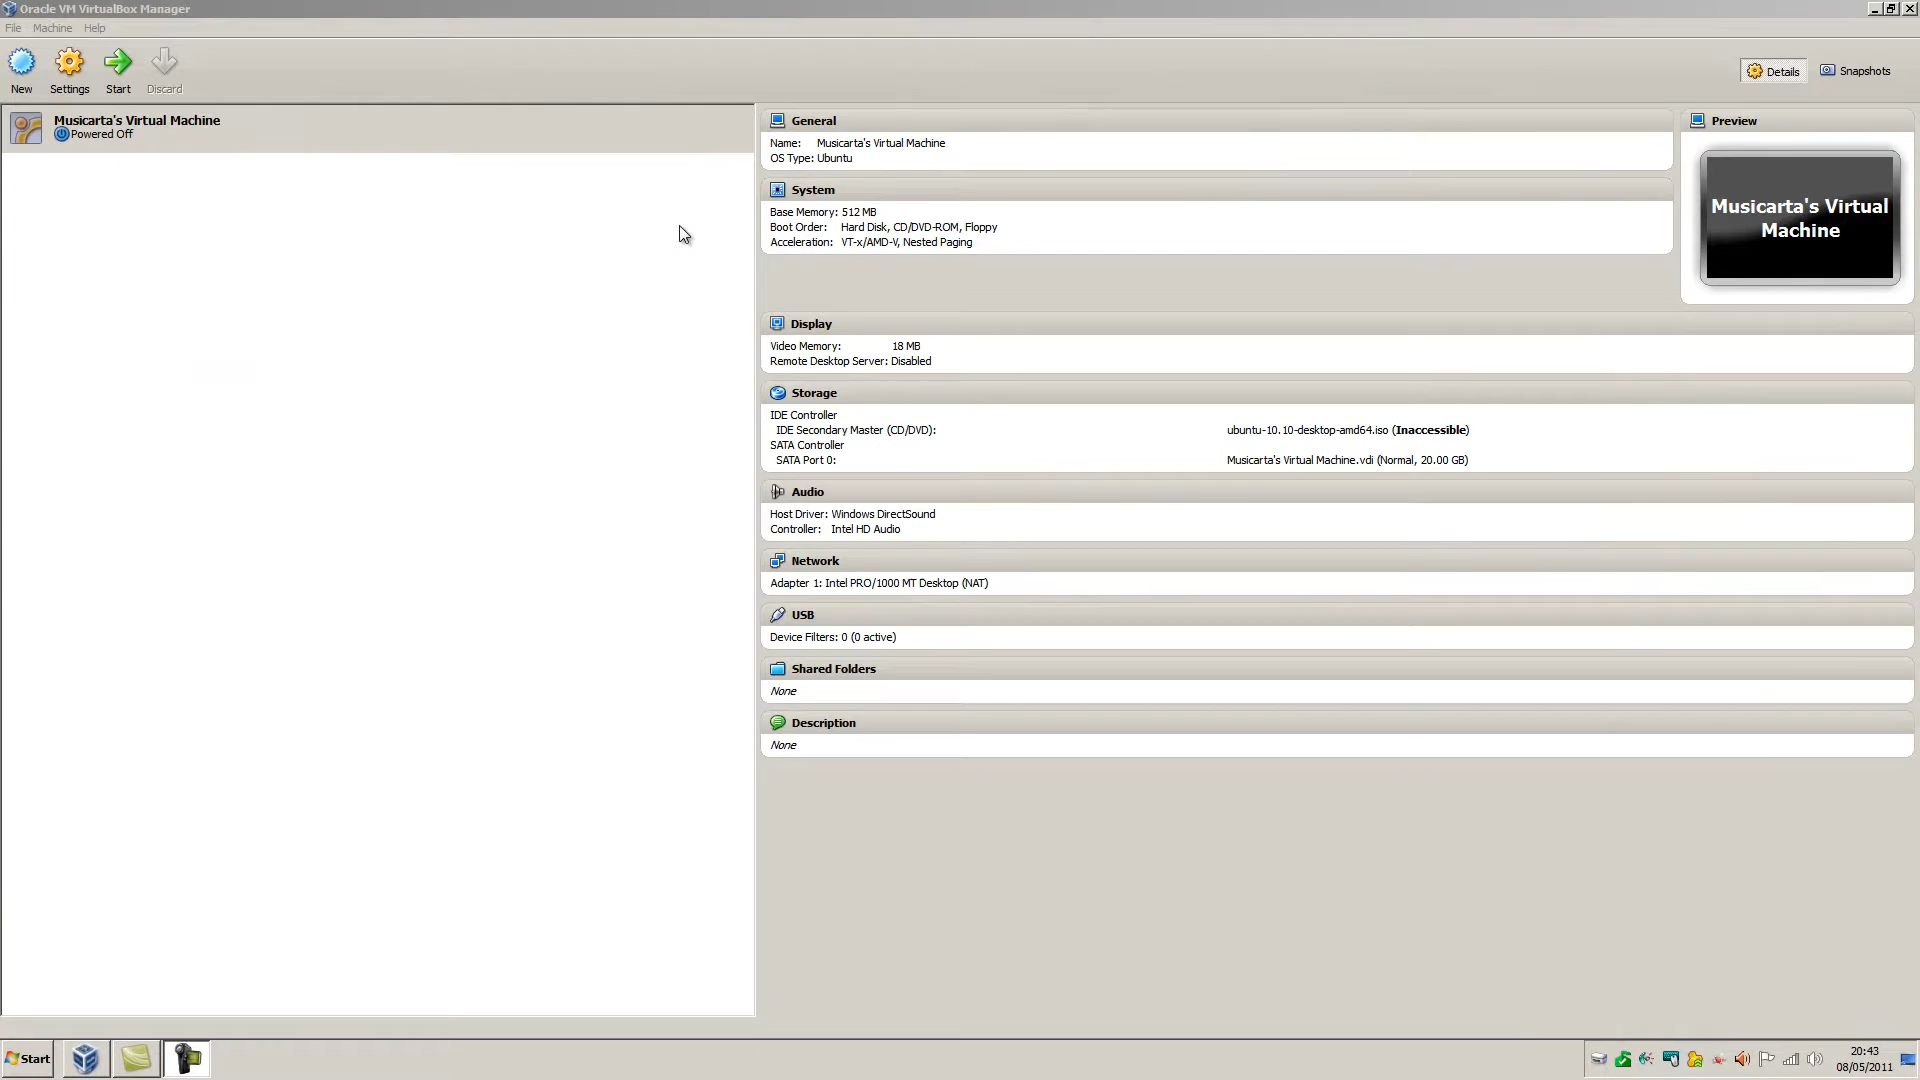 Oracle VM VirtualBox Manager
File Machine Help
New Settings Start Discard
Details Snapshots
Musicarta's Virtual Machine
Powered Off
General
Name: Musicarta's Virtual Machine
OS Type: Ubuntu
System
Base Memory: 512 MB
Boot Order: Hard Disk, CD/DVD-ROM, Floppy
Acceleration: VT-x/AMD-V, Nested Paging
Preview
Musicarta's Virtual
Machine
Display
Video Memory: 18 MB
Remote Desktop Server: Disabled
Storage
IDE Controller
IDE Secondary Master (CD/DVD): ubuntu-10.10-desktop-amd64.iso (Inaccessible)
SATA Controller
SATA Port 0: Musicarta's Virtual Machine.vdi (Normal, 20.00 GB)
Audio
Host Driver: Windows DirectSound
Controller: Intel HD Audio
Network
Adapter 1: Intel PRO/1000 MT Desktop (NAT)
USB
Device Filters: 0 (0 active)
Shared Folders
None
Description
None
Start
20:43
08/05/2011